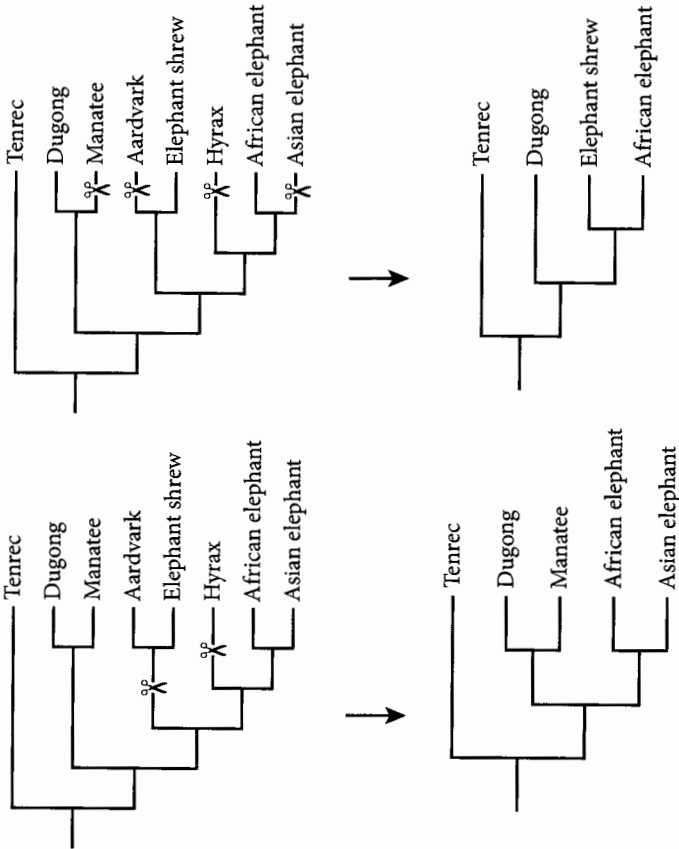 Tenrec
Dugong
Manatee
Aardvark
Elephant shrew
Hyrax
African elephant
Asian elephant
Tenrec
Dugong
Elephant shrew
African elephant
Tenrec
Dugong
Manatee
Aardvark
Elephant shrew
Hyrax
African elephant
Asian elephant
Tenrec
Dugong
Manatee
African elephant
Asian elephant